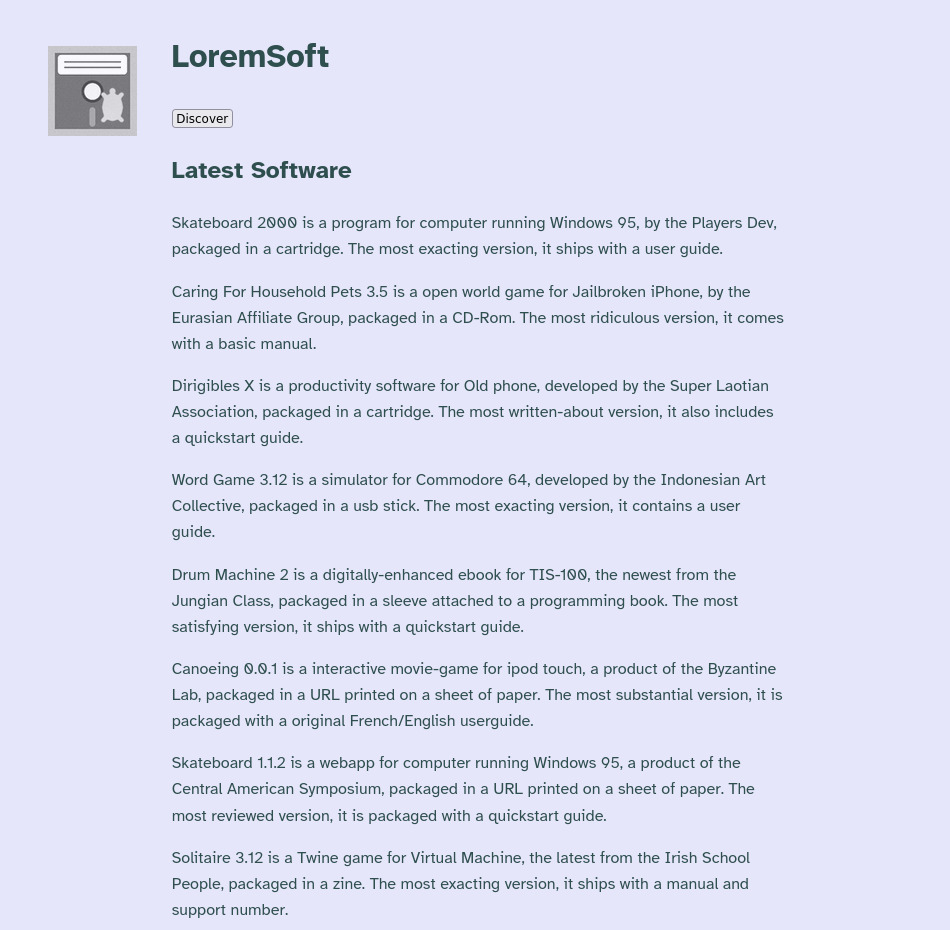 LoremSoft
Discover
Latest Software
Skateboard 2000 is a program for computer running Windows 95, by the Players Dev,
packaged in a cartridge. The most exacting version, it ships with a user guide.
Caring For Household Pets 3.5 is a open world game for Jailbroken iPhone, by the
Eurasian Affiliate Group, packaged in a CD-Rom. The most ridiculous version, it comes
with a basic manual.
Dirigibles X is a productivity software for Old phone, developed by the Super Laotian
Association, packaged in a cartridge. The most written-about version, it also includes
a quickstart guide.
Word Game 3.12 is a simulator for Commodore 64, developed by the Indonesian Art
Collective, packaged in a usb stick. The most exacting version, it contains a user
guide.
Drum Machine 2 is a digitally-enhanced ebook for TIS-100, the newest from the
Jungian Class, packaged in a sleeve attached to a programming book. The most
satisfying version, it ships with a quickstart guide.
Canoeing 0.0.1 is a interactive movie-game for ipod touch, a product of the Byzantine
Lab, packaged in a URL printed on a sheet of paper. The most substantial version, it is
packaged with a original French/English userguide.
Skateboard 1.1.2 is a webapp for computer running Windows 95, a product of the
Central American Symposium, packaged in a URL printed on a sheet of paper. The
most reviewed version, it is packaged with a quickstart guide.
Solitaire 3.12 is a Twine game for Virtual Machine, the latest from the Irish School
People, packaged in a zine. The most exacting version, it ships with a manual and
support number.